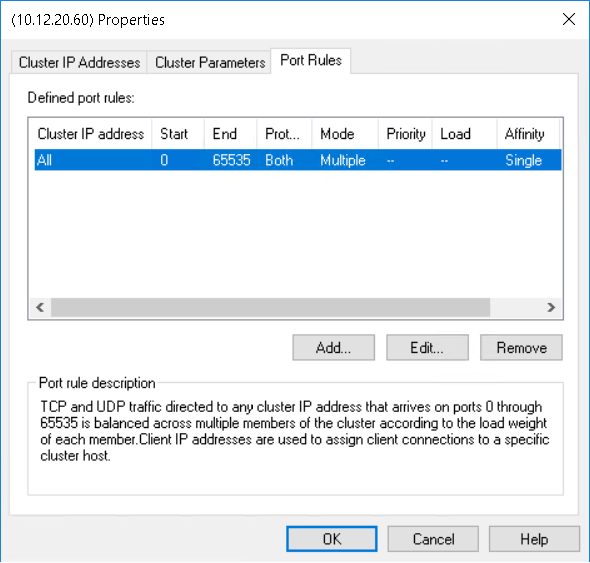 (10.12.20.60) Properties
Cluster IP Addresses Cluster Parameters Port Rules
Defined port rules:
Cluster IP address Start End Prot... Mode Priority Load Affinity
All 0 65535 Both Multiple -- -- Single
Add... Edit... Remove
Port rule description
TCP and UDP traffic directed to any cluster IP address that arrives on ports 0 through
65535 is balanced across multiple members of the cluster according to the load weight
of each member.Client IP addresses are used to assign client connections to a specific
cluster host.
OK Cancel Help